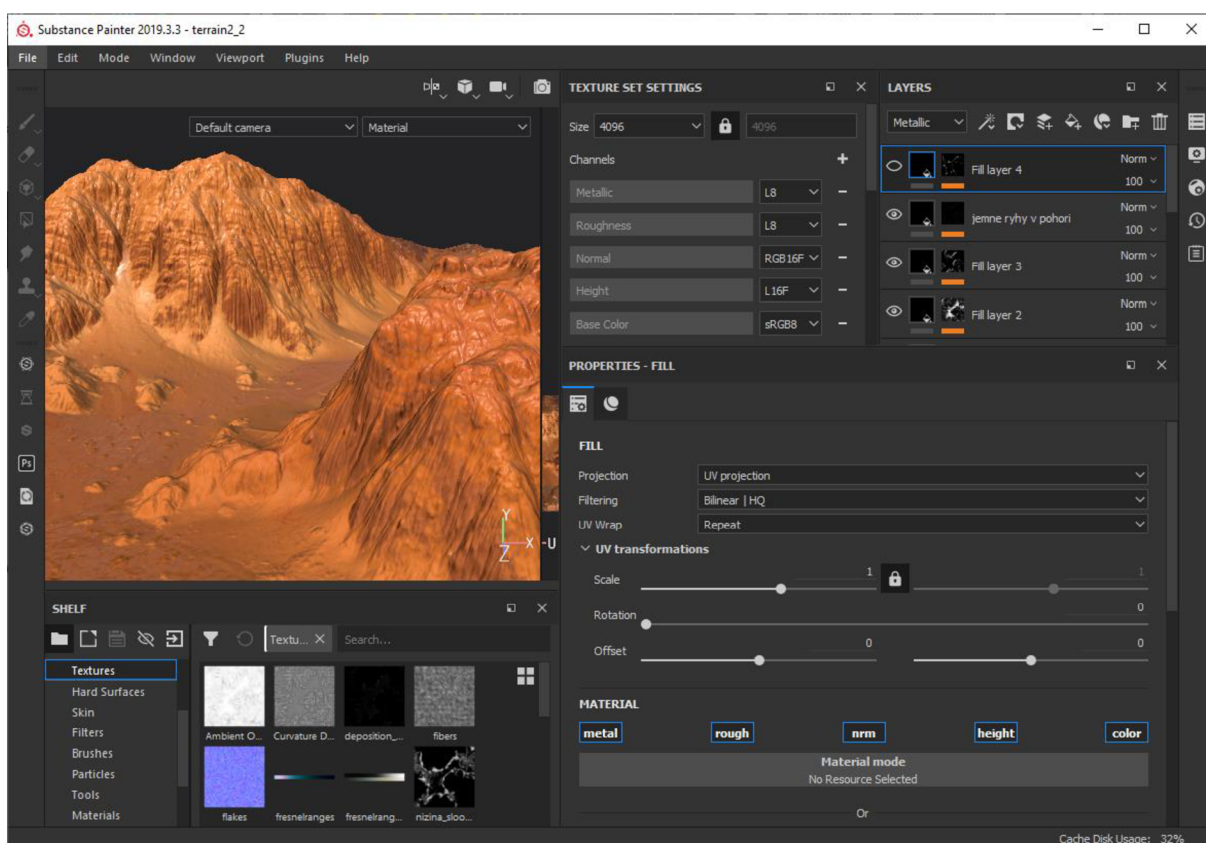 Substance Painter 2019.3.3 - terrain2_2
File Edit Mode Window Viewport Plugins Help
Default camera Material
TEXTURE SET SETTINGS
Size 4096 4096
Channels
Metallic L8
Roughness L8
Normal RGB16F
Height L16F
Base Color sRGB8
LAYERS
Metallic
Fill layer 4 Norm 100
jemne ryhy v pohori Norm 100
Fill layer 3 Norm 100
Fill layer 2 Norm 100
Ps
Y
X -U
Z
PROPERTIES - FILL
FILL
Projection UV projection
Filtering Bilinear | HQ
UV Wrap Repeat
UV transformations
Scale 1 1
Rotation 0
Offset 0 0
MATERIAL
metal rough nrm height color
Material mode
No Resource Selected
Or
SHELF
Textu... Search...
Textures
Hard Surfaces
Skin
Filters
Brushes
Particles
Tools
Materials
Ambient O... Curvature D... deposition_... fibers
flakes fresnelranges fresnelrang... nizina_sloo...
Cache Disk Usage: 32%